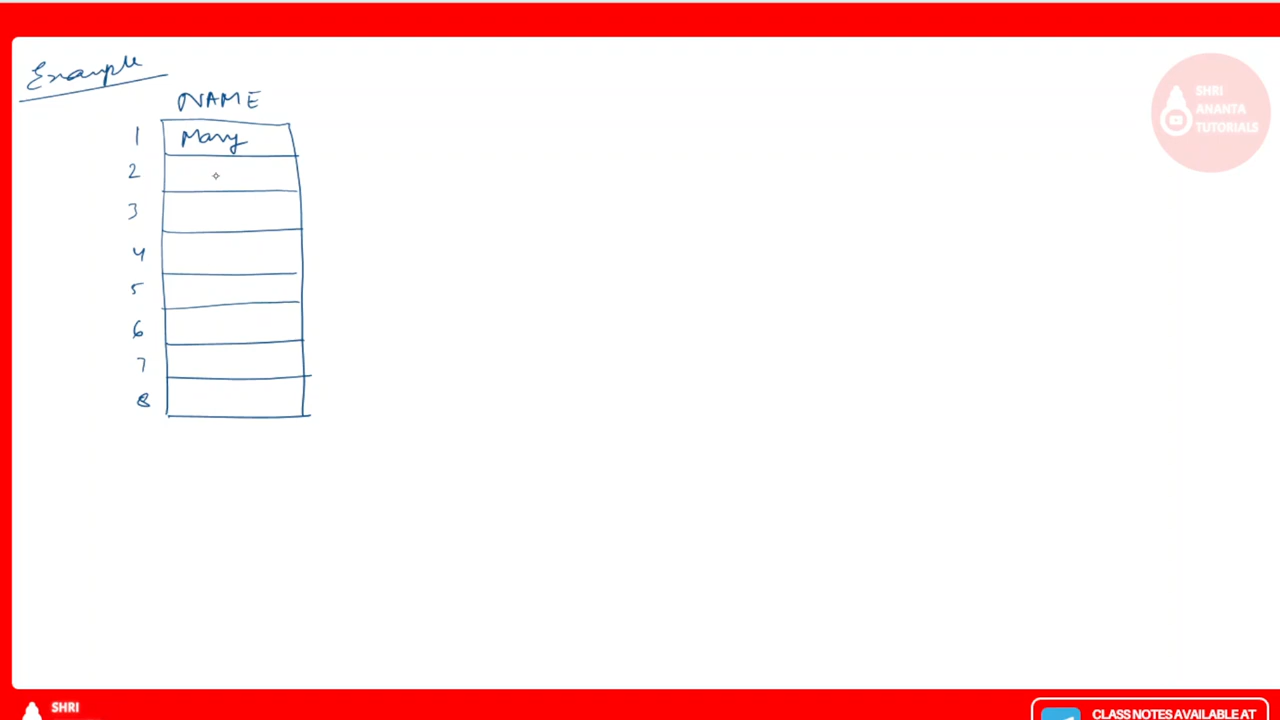 Example
NAME
1 Mary
2
3
4
5
6
7
8
SHRI
ANANTA
TUTORIALS
SHRI
CLASS NOTES AVAILABLE AT